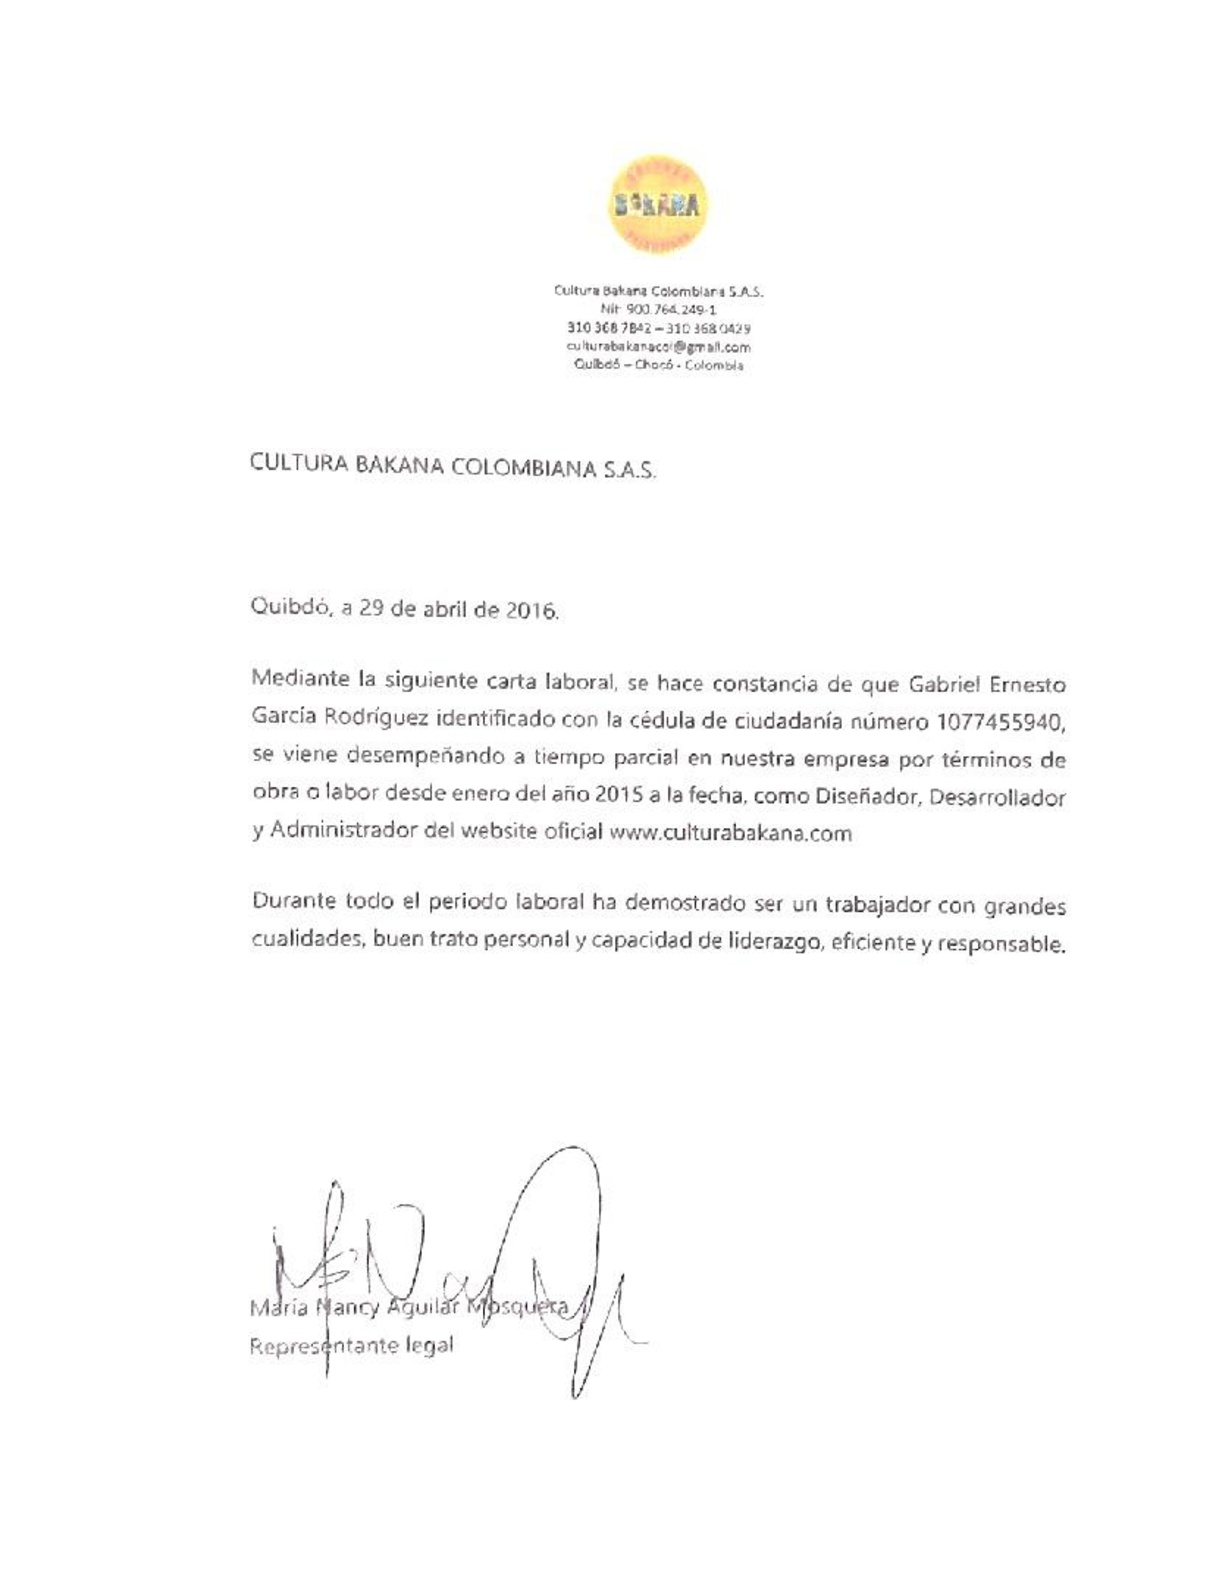 BAKANA
Cultura Bakana Colombiana S.A.S.
Nit: 900.764.249-1
310 368 7842 – 310 368 0429
culturabakanacol@gmail.com
Quibdó – Chocó - Colombia
CULTURA BAKANA COLOMBIANA S.A.S.
Quibdó, a 29 de abril de 2016.
Mediante la siguiente carta laboral, se hace constancia de que Gabriel Ernesto
García Rodríguez identificado con la cédula de ciudadanía número 1077455940,
se viene desempeñando a tiempo parcial en nuestra empresa por términos de
obra o labor desde enero del año 2015 a la fecha, como Diseñador, Desarrollador
y Administrador del website oficial www.culturabakana.com
Durante todo el periodo laboral ha demostrado ser un trabajador con grandes
cualidades, buen trato personal y capacidad de liderazgo, eficiente y responsable.
María Nancy Aguilar Mosquera
Representante legal